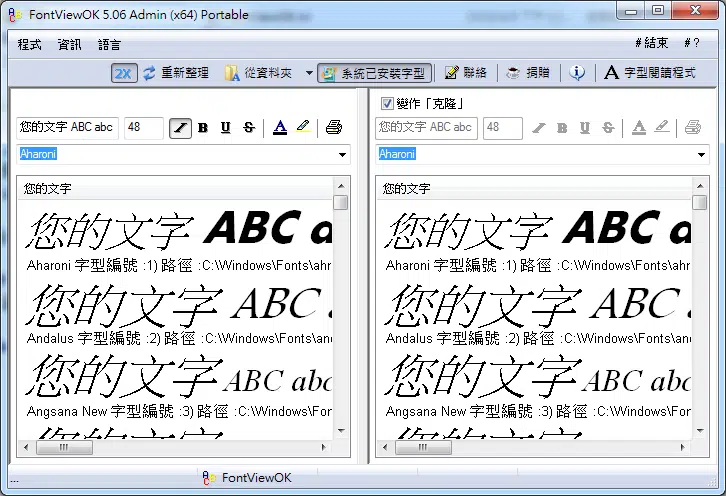 FontViewOK 5.06 Admin (x64) Portable
程式 資訊 語言 #結束 #?
2X 重新整理 從資料夾 系統已安裝字型 聯絡 捐贈 字型閱讀程式
變作「克隆」
您的文字 ABC abc 48 I B U S A
您的文字 ABC abc 48 I B U S A
Aharoni
Aharoni
您的文字
您的文字 ABC a
Aharoni 字型編號 :1) 路徑 :C:\Windows\Fonts\ahr
您的文字 ABC
Andalus 字型編號 :2) 路徑 :C:\Windows\Fonts\and
您的文字 ABC abc
Angsana New 字型編號 :3) 路徑 :C:\Windows\For
您的文字
您的文字 ABC a
Aharoni 字型編號 :1) 路徑 :C:\Windows\Fonts\ahr
您的文字 ABC
Andalus 字型編號 :2) 路徑 :C:\Windows\Fonts\and
您的文字 ABC abc
Angsana New 字型編號 :3) 路徑 :C:\Windows\For
... FontViewOK